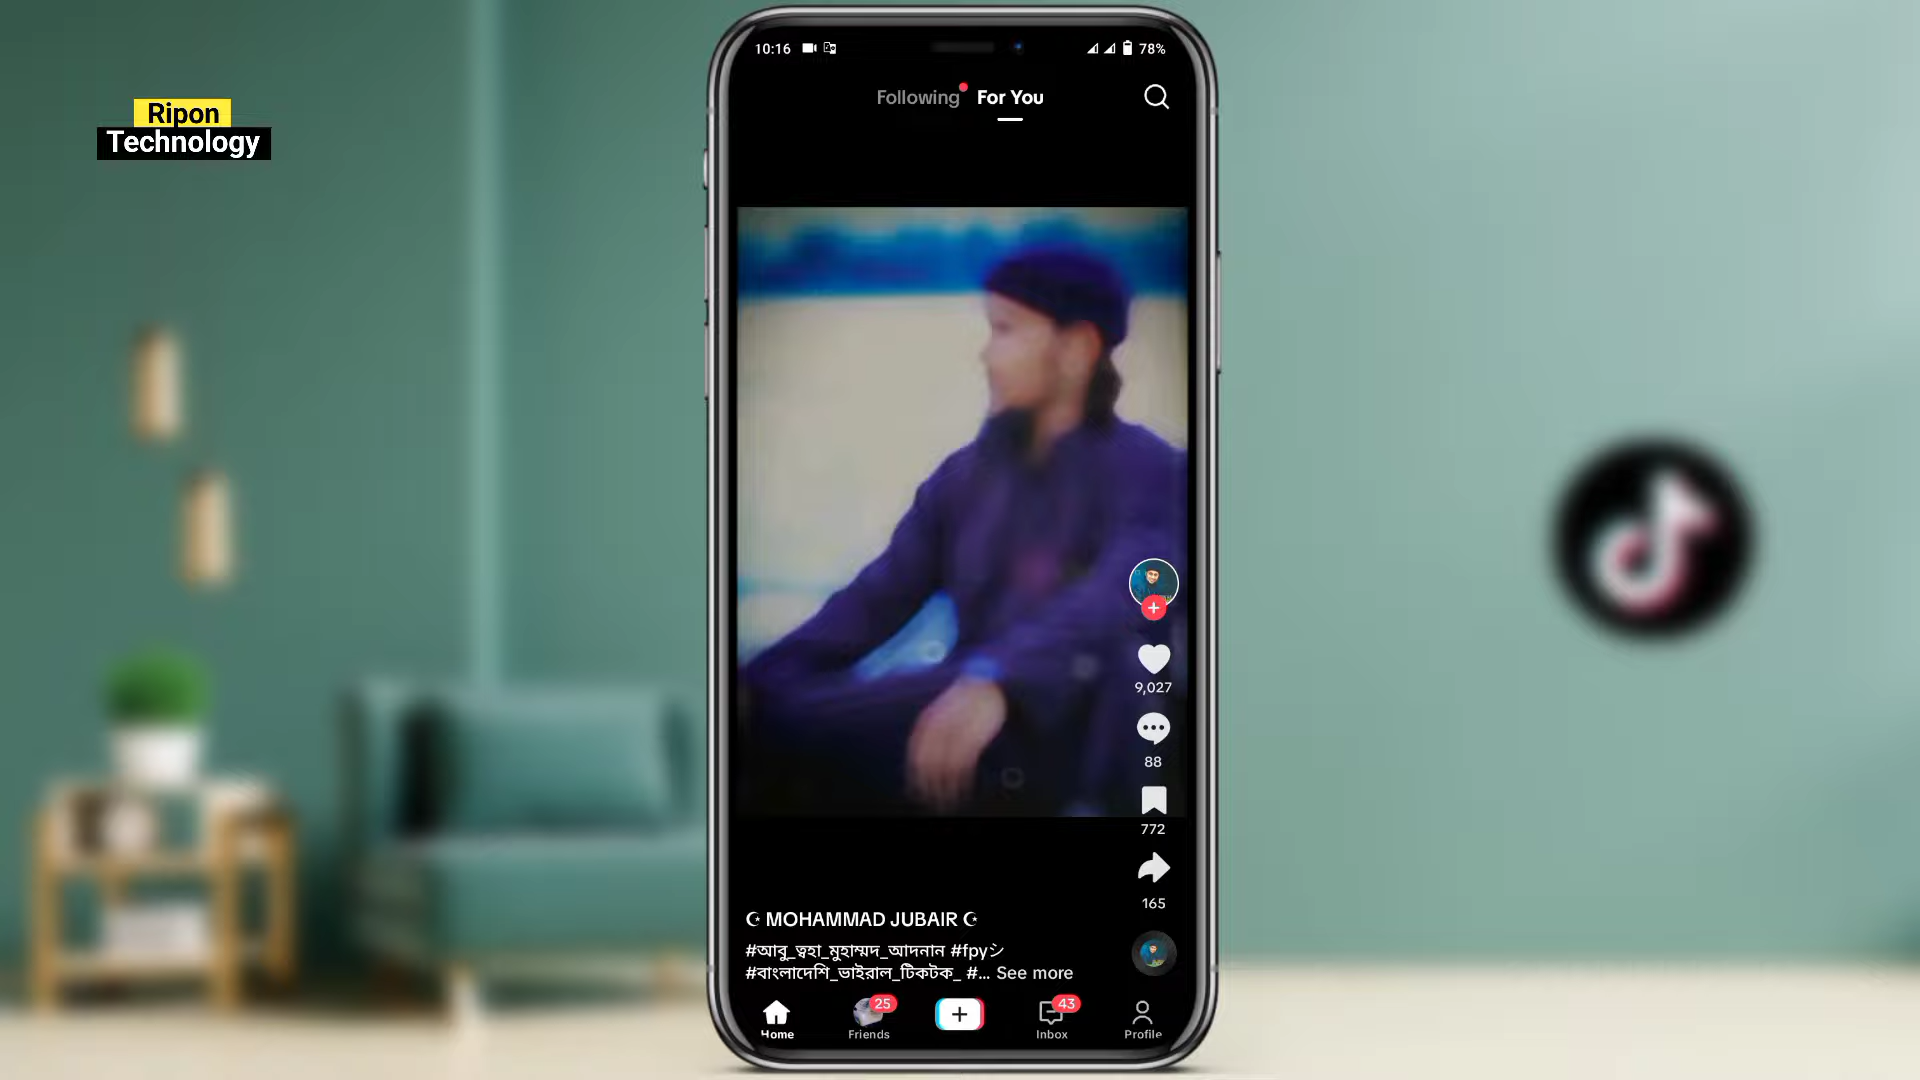 Ripon
Technology
10:16
78%
Following For You
9,027
88
772
165
☪ MOHAMMAD JUBAIR ☪
#আবু_ত্বহা_মুহাম্মদ_আদনান #fpyシ
#বাংলাদেশি_ভাইরাল_টিকটক_ #... See more
25
43
Home Friends Inbox Profile